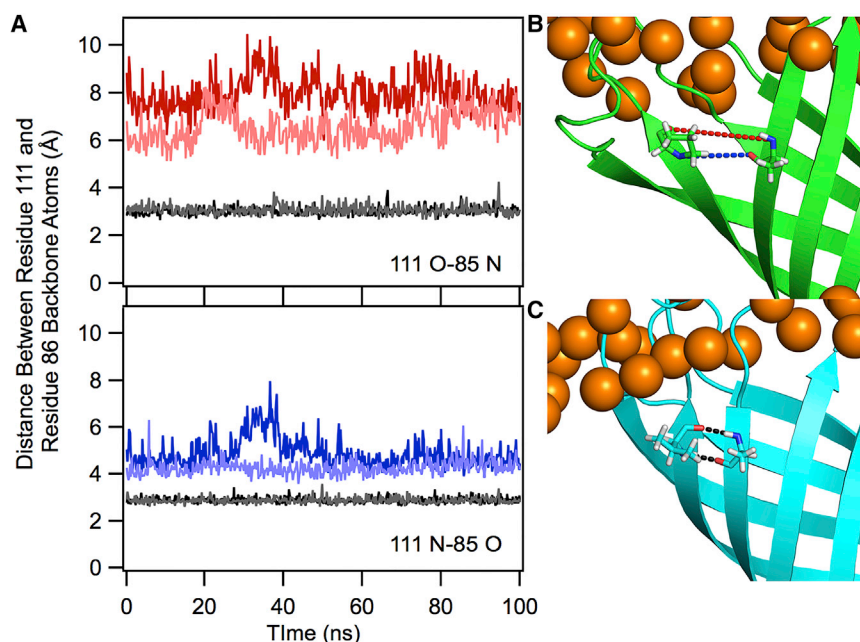 A
Distance Between Residue 111 and
Residue 86 Backbone Atoms (Å)
10
8
6
4
2
0
111 O-85 N
10
8
6
4
2
0
111 N-85 O
0
20
40
60
80
100
TIme (ns)
B
C